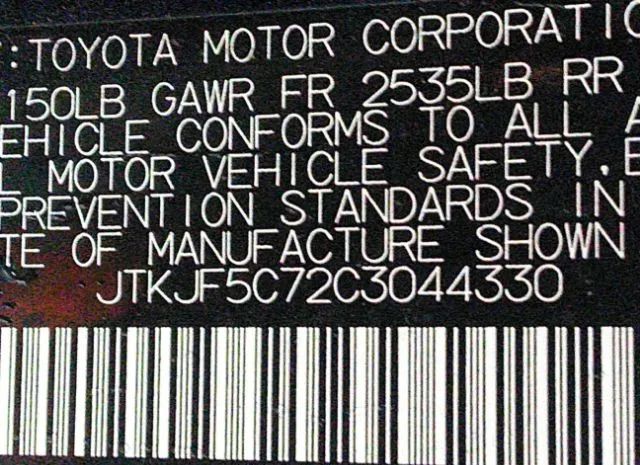 : TOYOTA MOTOR CORPORATIO
150LB GAWR FR 2535LB RR
EHICLE CONFORMS TO ALL A
L MOTOR VEHICLE SAFETY, B
PREVENTION STANDARDS IN
TE OF MANUFACTURE SHOWN
JTKJF5C72C3044330